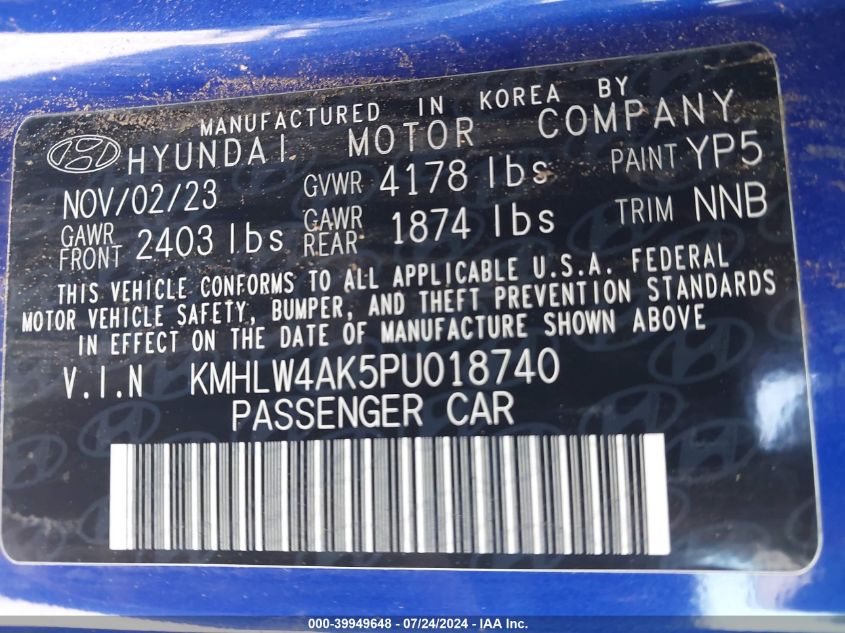 MANUFACTURED IN KOREA BY
HYUNDAI MOTOR COMPANY
NOV/02/23 GVWR 4178 lbs PAINT YP5
GAWR FRONT 2403 lbs GAWR REAR 1874 lbs TRIM NNB
THIS VEHICLE CONFORMS TO ALL APPLICABLE U.S.A. FEDERAL
MOTOR VEHICLE SAFETY, BUMPER, AND THEFT PREVENTION STANDARDS
IN EFFECT ON THE DATE OF MANUFACTURE SHOWN ABOVE
V.I.N KMHLW4AK5PU018740
PASSENGER CAR
000-39949648 - 07/24/2024 - IAAI.com